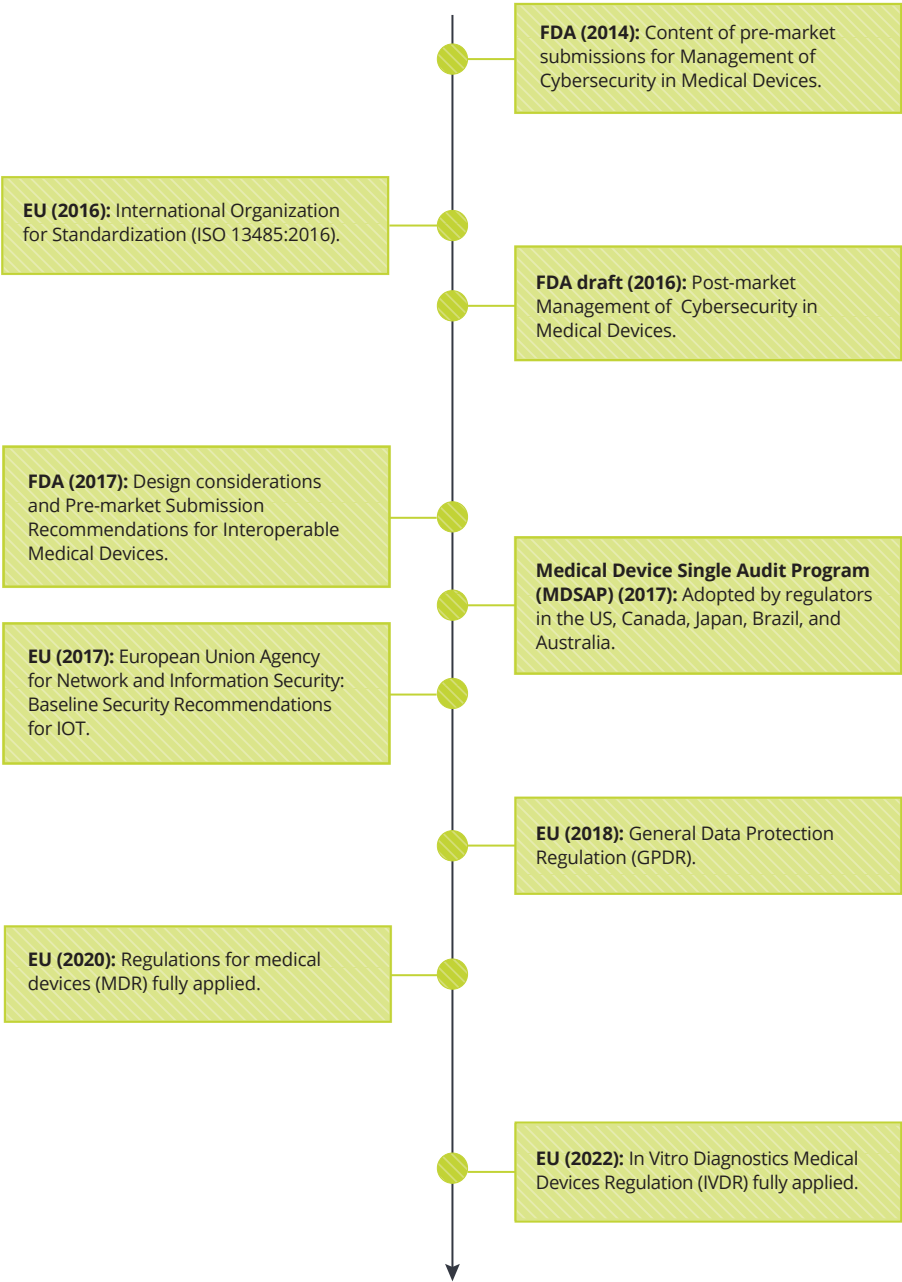 FDA (2014): Content of pre-market
submissions for Management of
Cybersecurity in Medical Devices.
EU (2016): International Organization
for Standardization (ISO 13485:2016).
FDA draft (2016): Post-market
Management of  Cybersecurity in
Medical Devices.
FDA (2017): Design considerations
and Pre-market Submission
Recommendations for Interoperable
Medical Devices.
Medical Device Single Audit Program
(MDSAP) (2017): Adopted by regulators
in the US, Canada, Japan, Brazil, and
Australia.
EU (2017): European Union Agency
for Network and Information Security:
Baseline Security Recommendations
for IOT.
EU (2018): General Data Protection
Regulation (GPDR).
EU (2020): Regulations for medical
devices (MDR) fully applied.
EU (2022): In Vitro Diagnostics Medical
Devices Regulation (IVDR) fully applied.